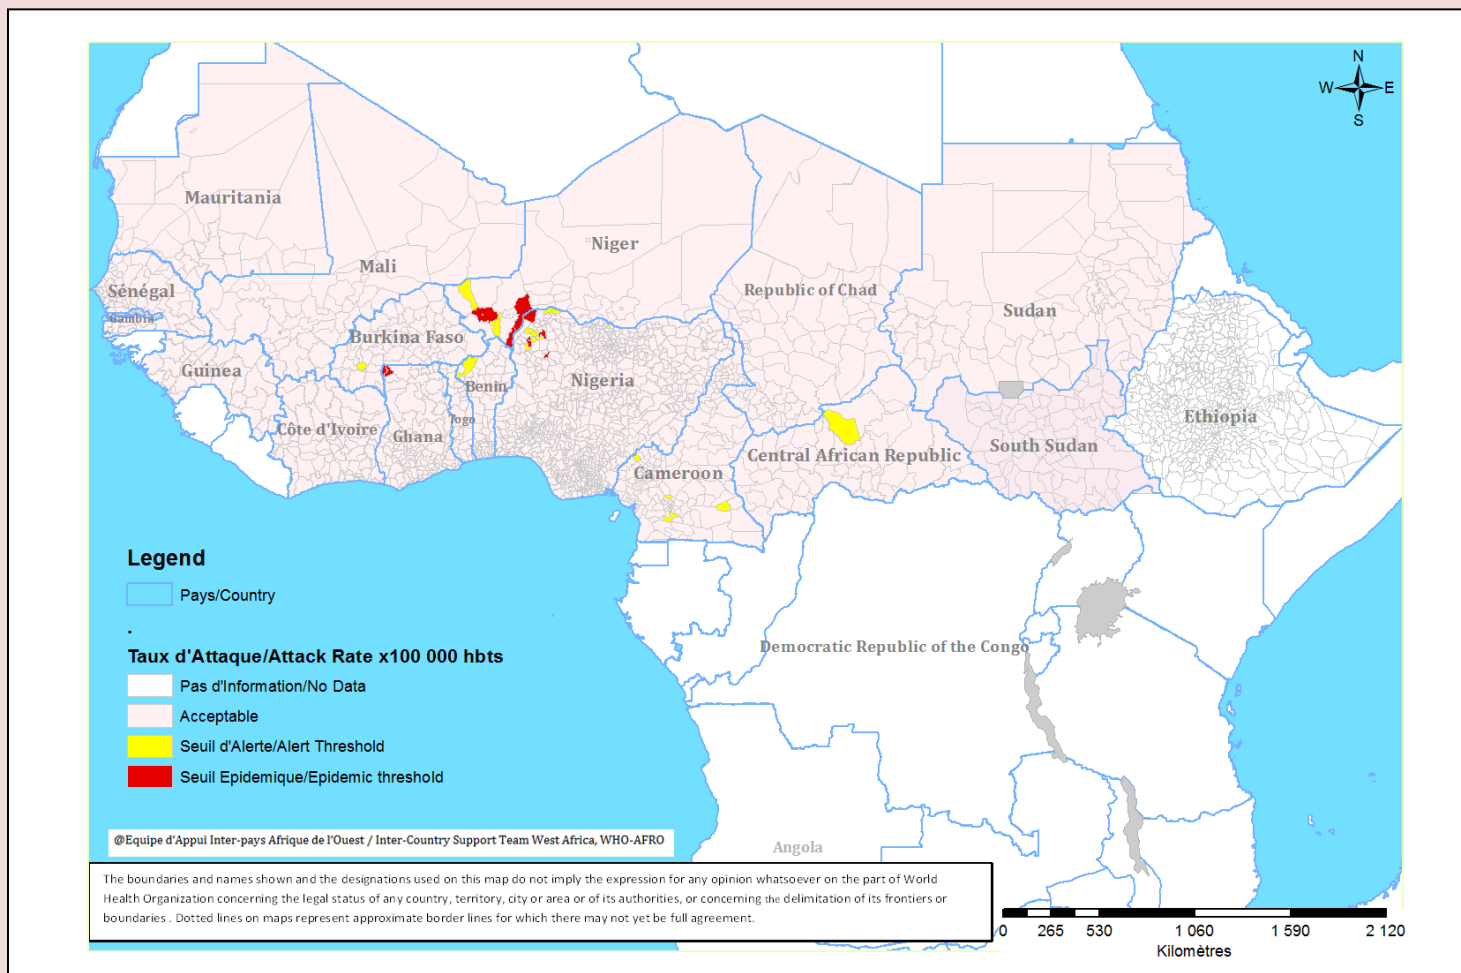 N
W E
S
Mauritania
Niger
Mali
Republic of Chad
Sénégal
Gambia
Sudan
Burkina Faso
Guinea
Nigeria
Benin
Togo
Ethiopia
Côte d'Ivoire
Ghana
South Sudan
Central African Republic
Cameroon
Democratic Republic of the Congo
Angola
Legend
Pays/Country
.
Taux d'Attaque/Attack Rate x100 000 hbts
Pas d'Information/No Data
Acceptable
Seuil d'Alerte/Alert Threshold
Seuil Epidemique/Epidemic threshold
@Equipe d'Appui Inter-pays Afrique de l'Ouest / Inter-Country Support Team West Africa, WHO-AFRO
The boundaries and names shown and the designations used on this map do not imply the expression for any opinion whatsoever on the part of World
Health Organization concerning the legal status of any country, territory, city or area or of its authorities, or concerning the delimitation of its frontiers or
boundaries . Dotted lines on maps represent approximate border lines for which there may not yet be full agreement.
0 265 530 1 060 1 590 2 120
Kilomètres